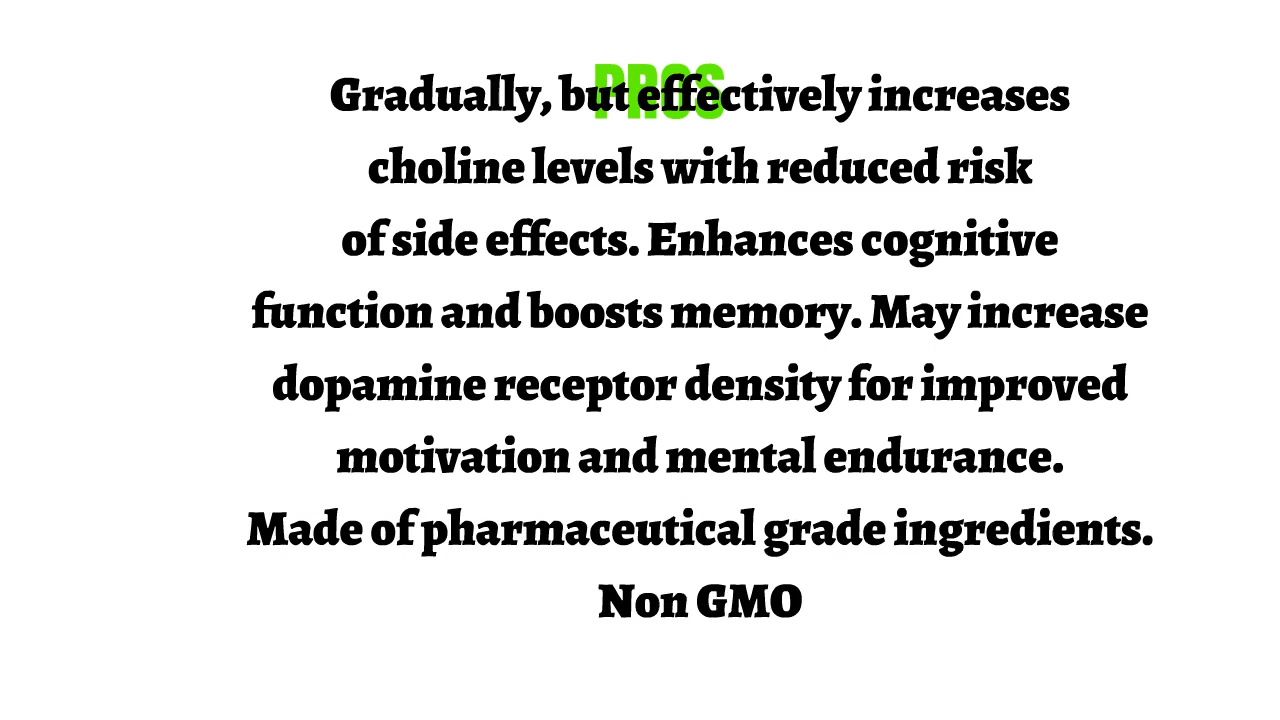 PROS
Gradually, but effectively increases
choline levels with reduced risk
of side effects. Enhances cognitive
function and boosts memory. May increase
dopamine receptor density for improved
motivation and mental endurance.
Made of pharmaceutical grade ingredients.
Non GMO